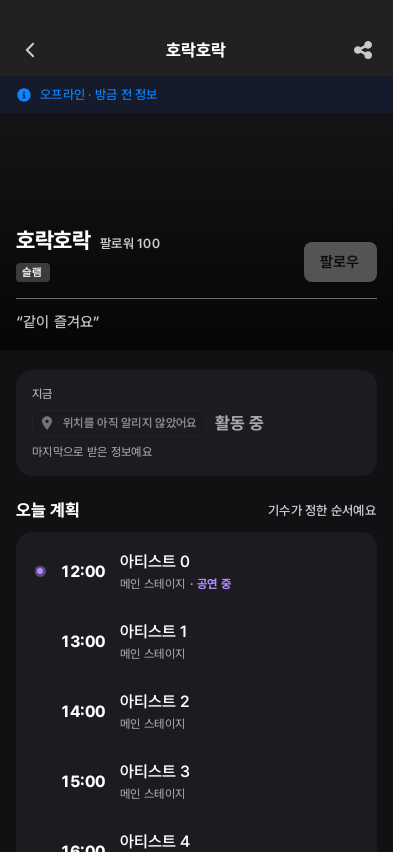 호락호락
오프라인 · 방금 전 정보
호락호락 팔로워 100
슬램
팔로우
“같이 즐겨요”
지금
위치를 아직 알리지 않았어요 활동 중
마지막으로 받은 정보예요
오늘 계획 기수가 정한 순서예요
12:00 아티스트 0
메인 스테이지 · 공연 중
13:00 아티스트 1
메인 스테이지
14:00 아티스트 2
메인 스테이지
15:00 아티스트 3
메인 스테이지
16:00 아티스트 4